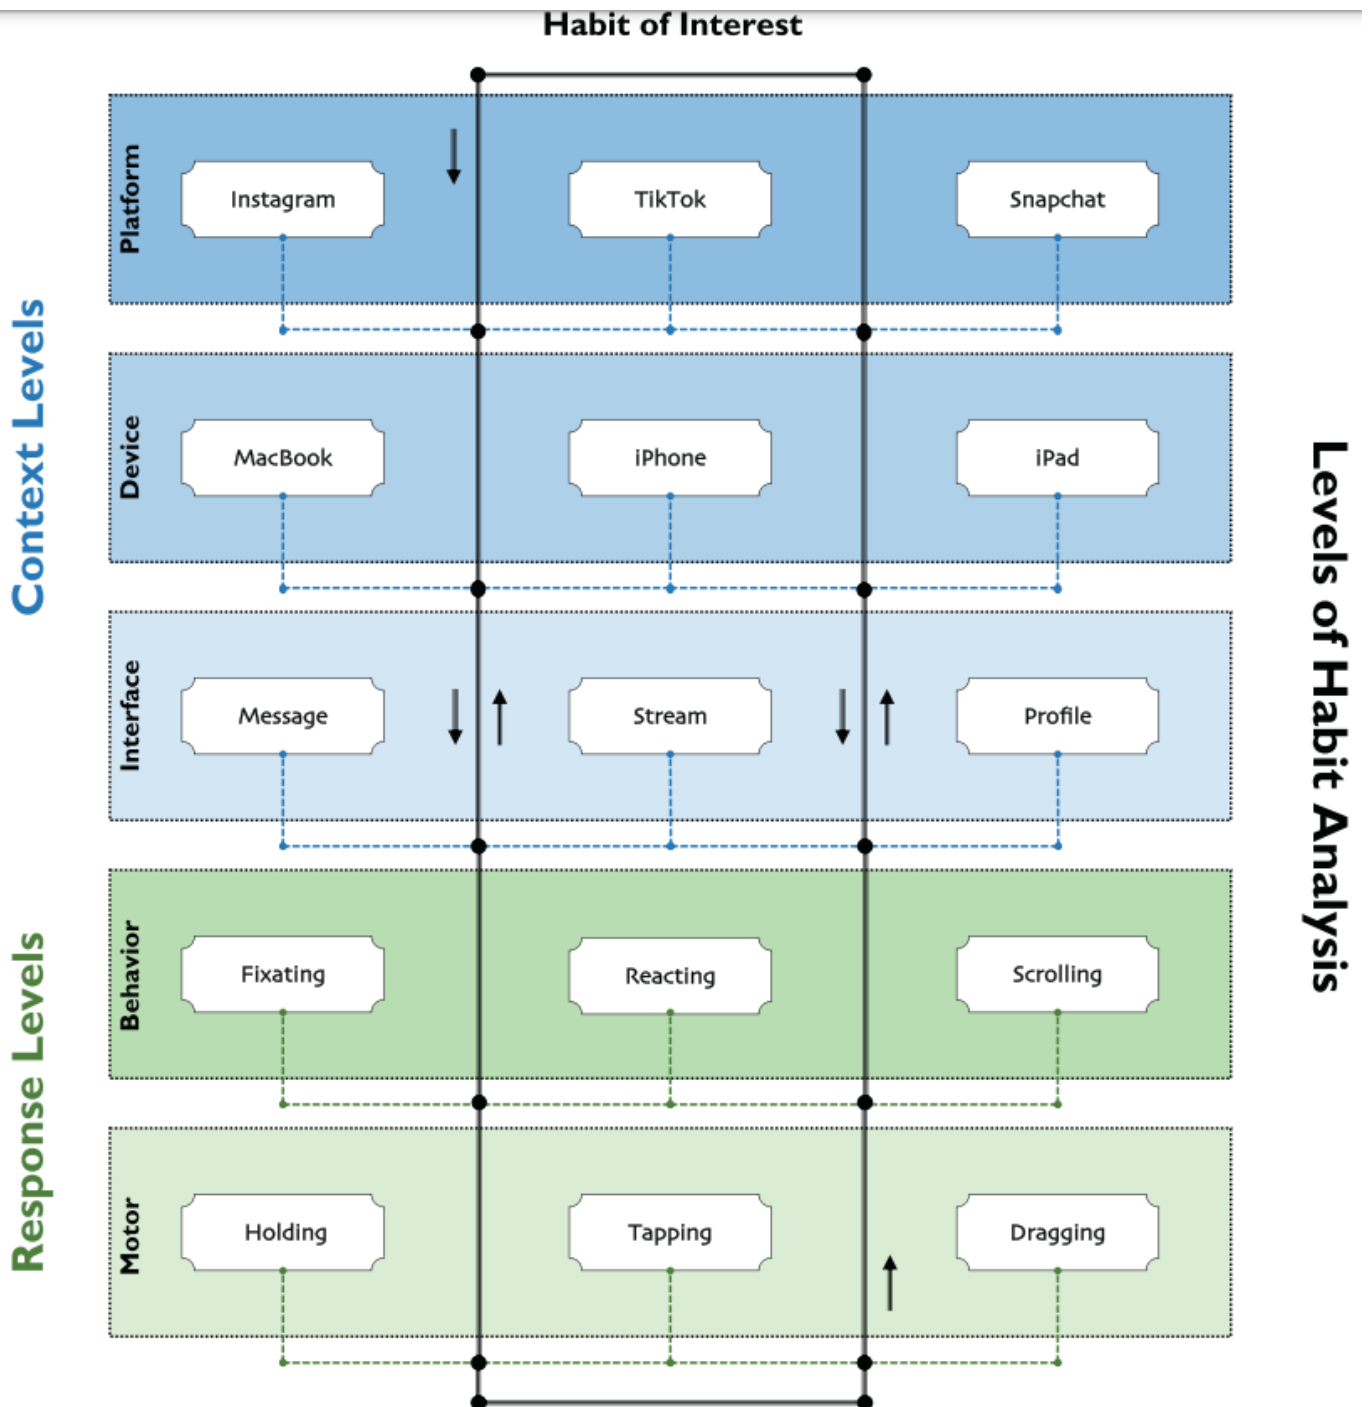 Habit of Interest
Context Levels
Platform
Instagram
TikTok
Snapchat
Device
MacBook
iPhone
iPad
Interface
Message
Stream
Profile
Response Levels
Behavior
Fixating
Reacting
Scrolling
Motor
Holding
Tapping
Dragging
Levels of Habit Analysis